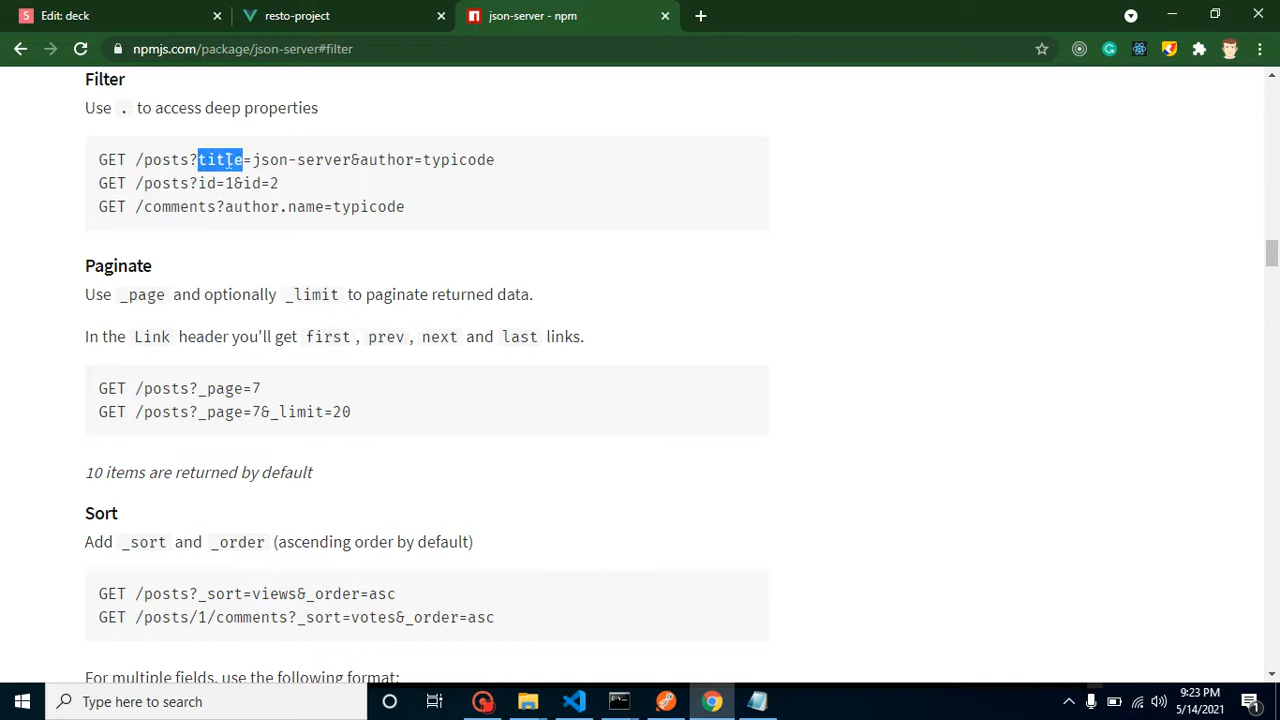 Edit: deck
resto-project
json-server - npm
npmjs.com/package/json-server#filter
Filter
Use . to access deep properties
GET /posts?title=json-server&author=typicode
GET /posts?id=1&id=2
GET /comments?author.name=typicode
Paginate
Use _page and optionally _limit to paginate returned data.
In the Link header you'll get first, prev, next and last links.
GET /posts?_page=7
GET /posts?_page=7&_limit=20
10 items are returned by default
Sort
Add _sort and _order (ascending order by default)
GET /posts?_sort=views&_order=asc
GET /posts/1/comments?_sort=votes&_order=asc
For multiple fields, use the following format:
Type here to search
9:23 PM
5/14/2021